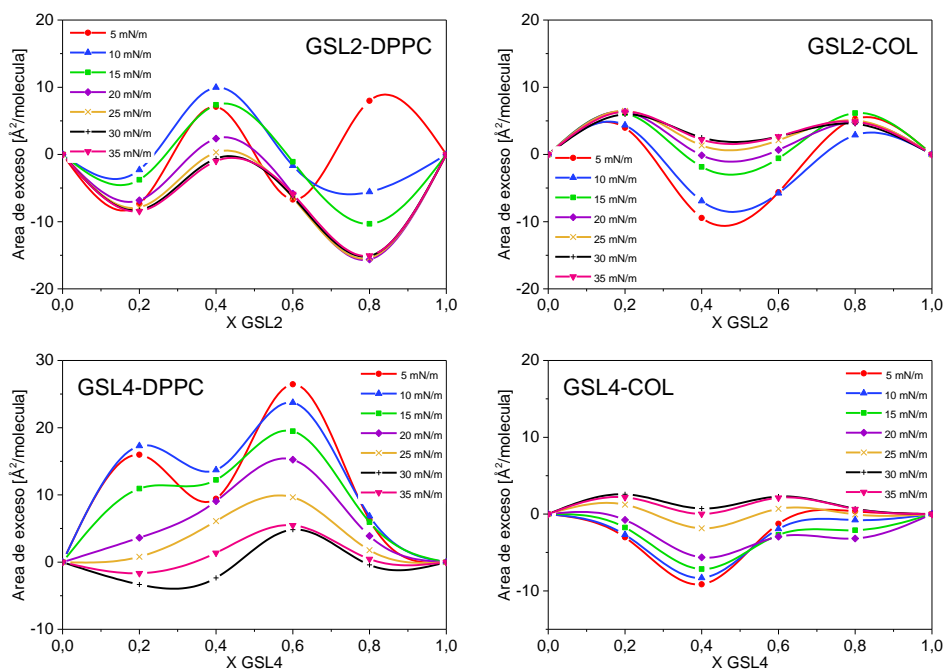 GSL2-DPPC
5 mN/m
10 mN/m
15 mN/m
20 mN/m
25 mN/m
30 mN/m
35 mN/m
Area de exceso [Å²/molecula]
20
10
0
-10
-20
0,0 0,2 0,4 0,6 0,8 1,0
X GSL2
GSL2-COL
5 mN/m
10 mN/m
15 mN/m
20 mN/m
25 mN/m
30 mN/m
35 mN/m
Area de exceso [Å²/molecula]
20
10
0
-10
-20
0,0 0,2 0,4 0,6 0,8 1,0
X GSL2
GSL4-DPPC
5 mN/m
10 mN/m
15 mN/m
20 mN/m
25 mN/m
30 mN/m
35 mN/m
Area de exceso [Å²/molecula]
30
20
10
0
-10
0,0 0,2 0,4 0,6 0,8 1,0
X GSL4
GSL4-COL
5 mN/m
10 mN/m
15 mN/m
20 mN/m
25 mN/m
30 mN/m
35 mN/m
Area de exceso [Å²/molecula]
20
10
0
-10
0,0 0,2 0,4 0,6 0,8 1,0
X GSL4